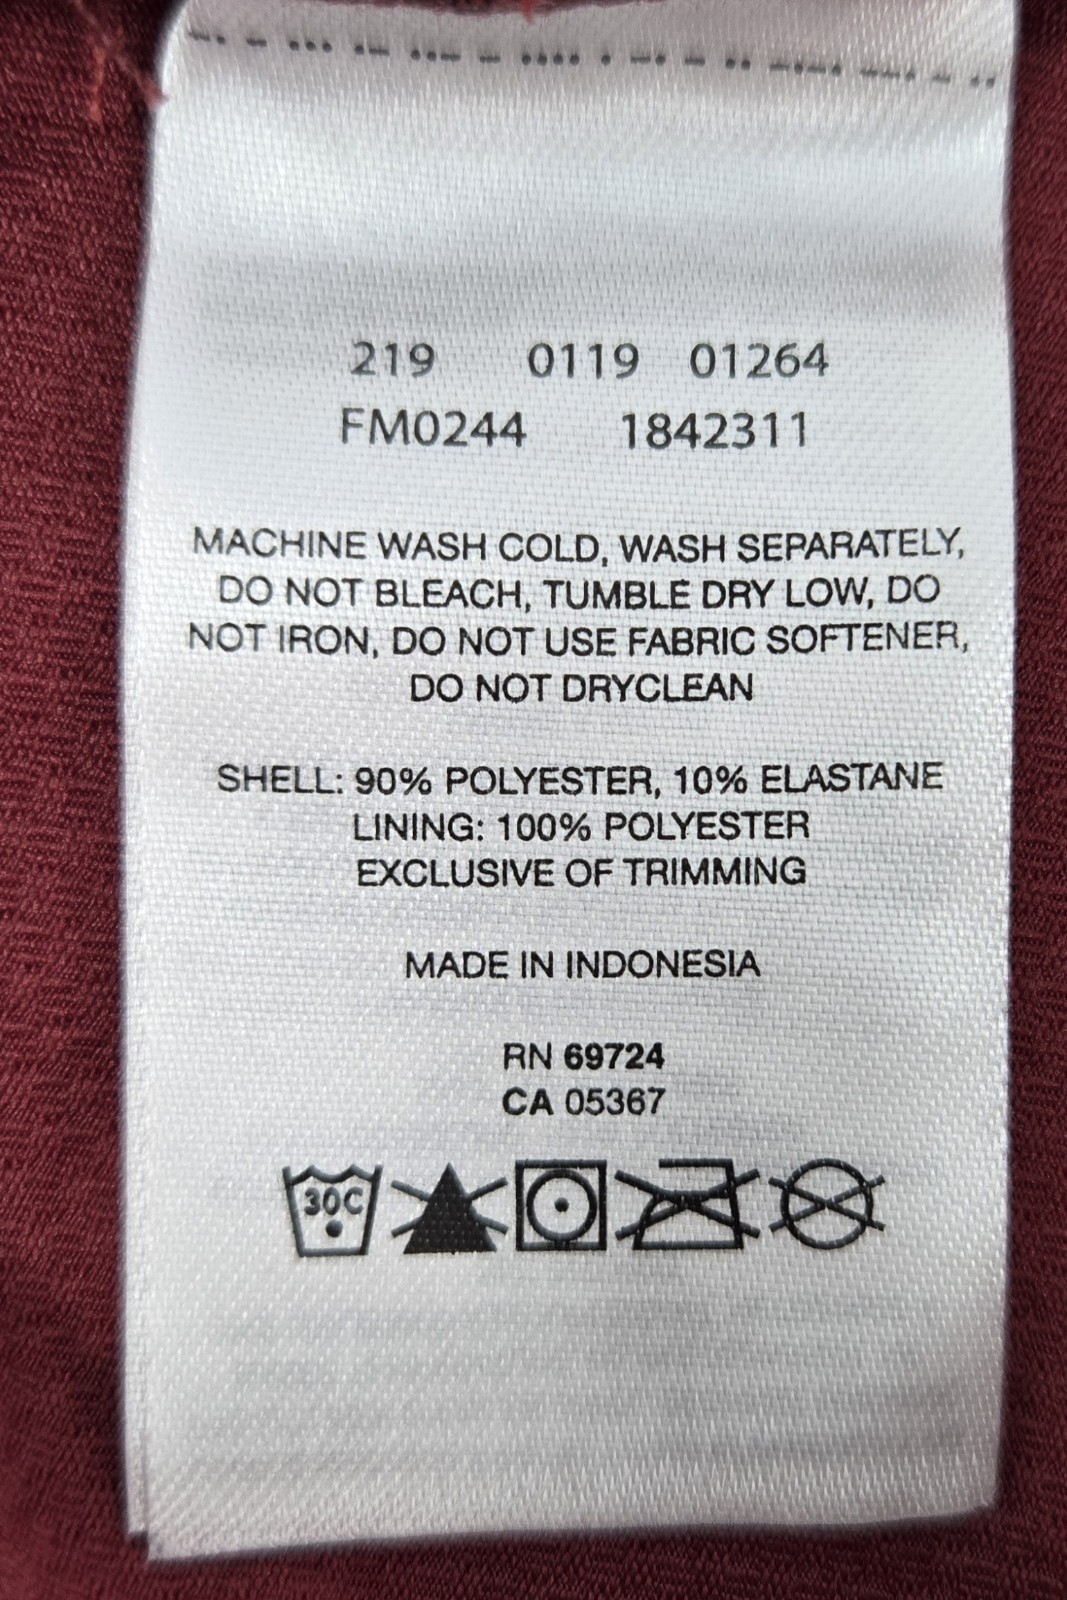 219 0119 01264
FM0244 1842311
MACHINE WASH COLD, WASH SEPARATELY,
DO NOT BLEACH, TUMBLE DRY LOW, DO
NOT IRON, DO NOT USE FABRIC SOFTENER,
DO NOT DRYCLEAN
SHELL: 90% POLYESTER, 10% ELASTANE
LINING: 100% POLYESTER
EXCLUSIVE OF TRIMMING
MADE IN INDONESIA
RN 69724
CA 05367
30C